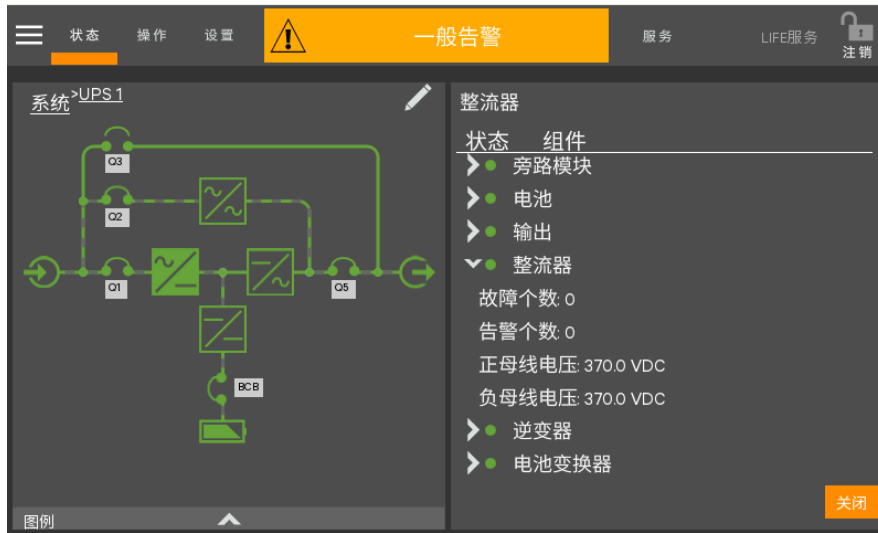 状态 操作 设置 一般告警 服务 LIFE服务 注销
系统>UPS 1
Q3
Q2
Q1
Q5
BCB
图例
整流器
状态 组件
旁路模块
电池
输出
整流器
故障个数: 0
告警个数: 0
正母线电压: 370.0 VDC
负母线电压: 370.0 VDC
逆变器
电池变换器
关闭